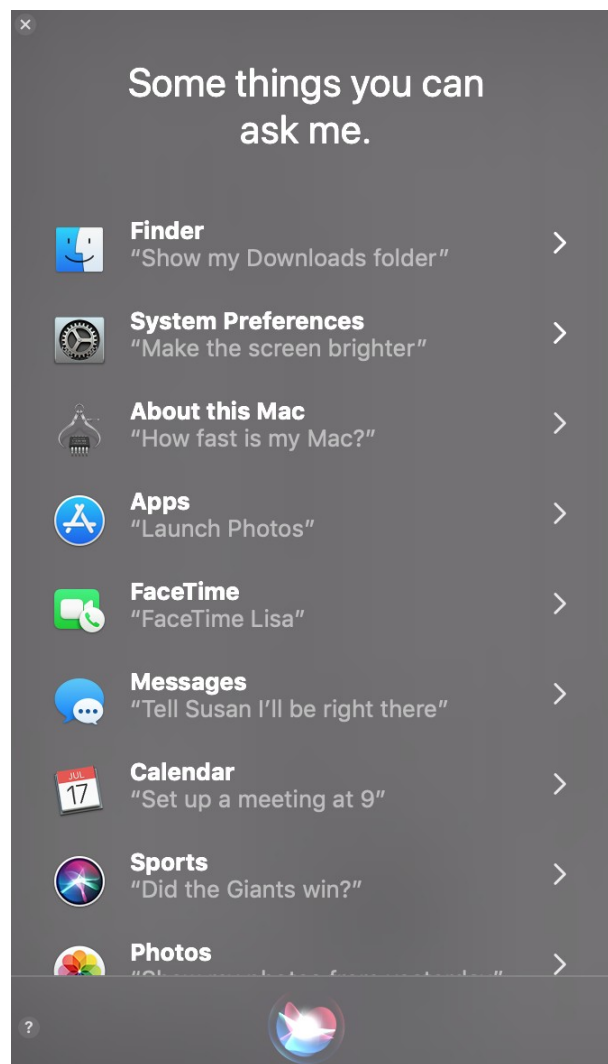 Some things you can
ask me.
Finder
“Show my Downloads folder”
System Preferences
“Make the screen brighter”
About this Mac
“How fast is my Mac?”
Apps
“Launch Photos”
FaceTime
“FaceTime Lisa”
Messages
“Tell Susan I’ll be right there”
Calendar
JUL
17
“Set up a meeting at 9”
Sports
“Did the Giants win?”
Photos
?